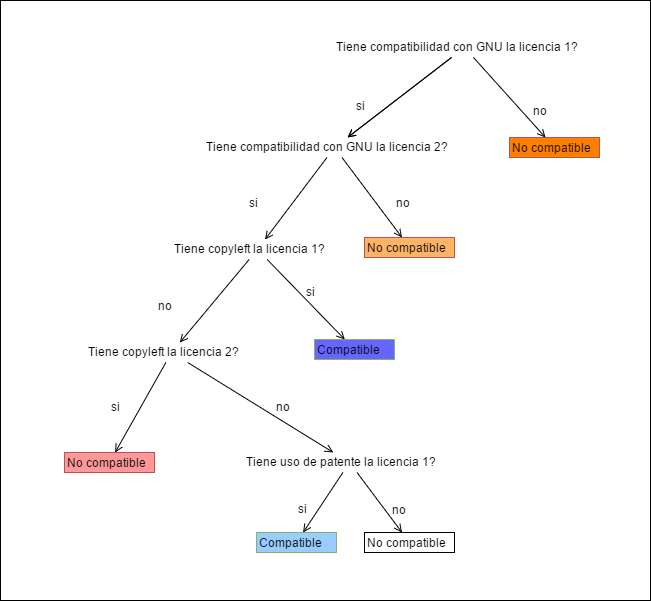 Tiene compatibilidad con GNU la licencia 1?
si
no
Tiene compatibilidad con GNU la licencia 2?
No compatible
si
no
Tiene copyleft la licencia 1?
No compatible
no
si
Tiene copyleft la licencia 2?
Compatible
si
no
No compatible
Tiene uso de patente la licencia 1?
si
no
Compatible
No compatible